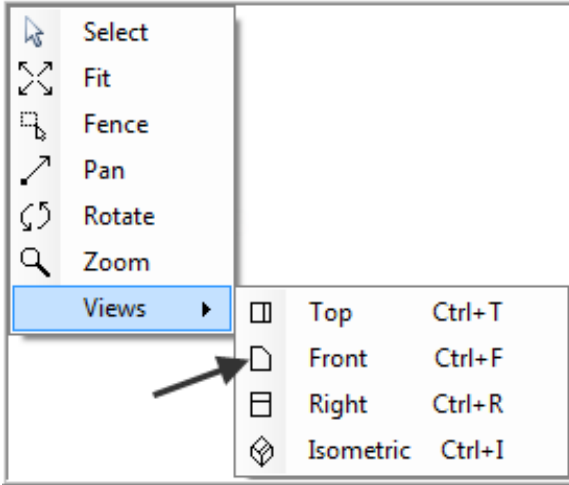 Select
Fit
Fence
Pan
Rotate
Zoom
Views
Top Ctrl+T
Front Ctrl+F
Right Ctrl+R
Isometric Ctrl+I